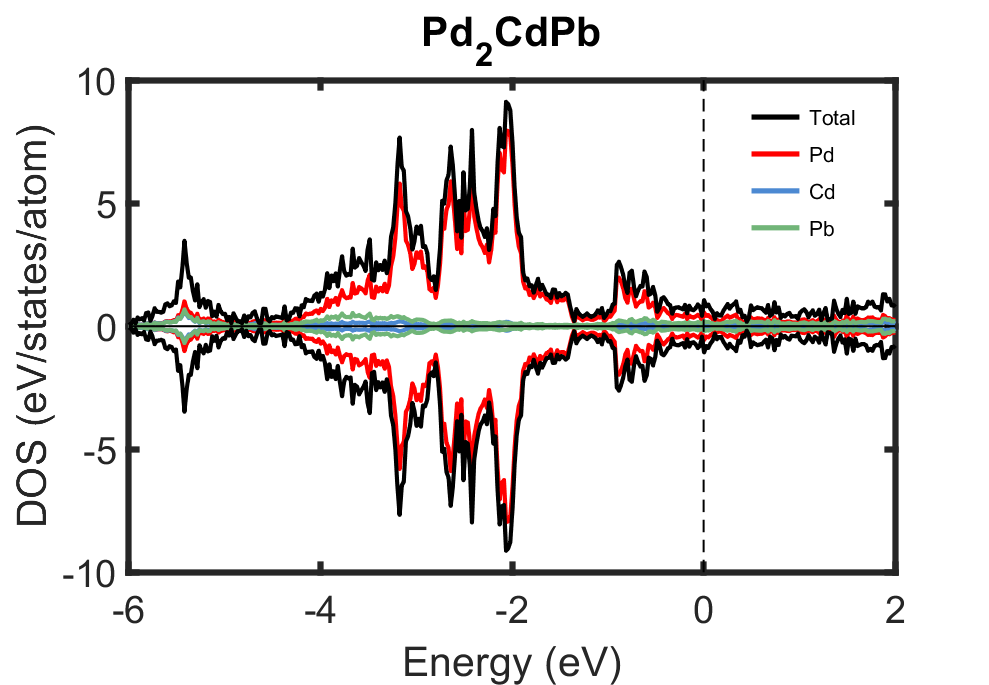 Pd2CdPb
10
5
0
-5
-10
DOS (eV/states/atom)
-6 -4 -2 0 2
Energy (eV)
Total
Pd
Cd
Pb